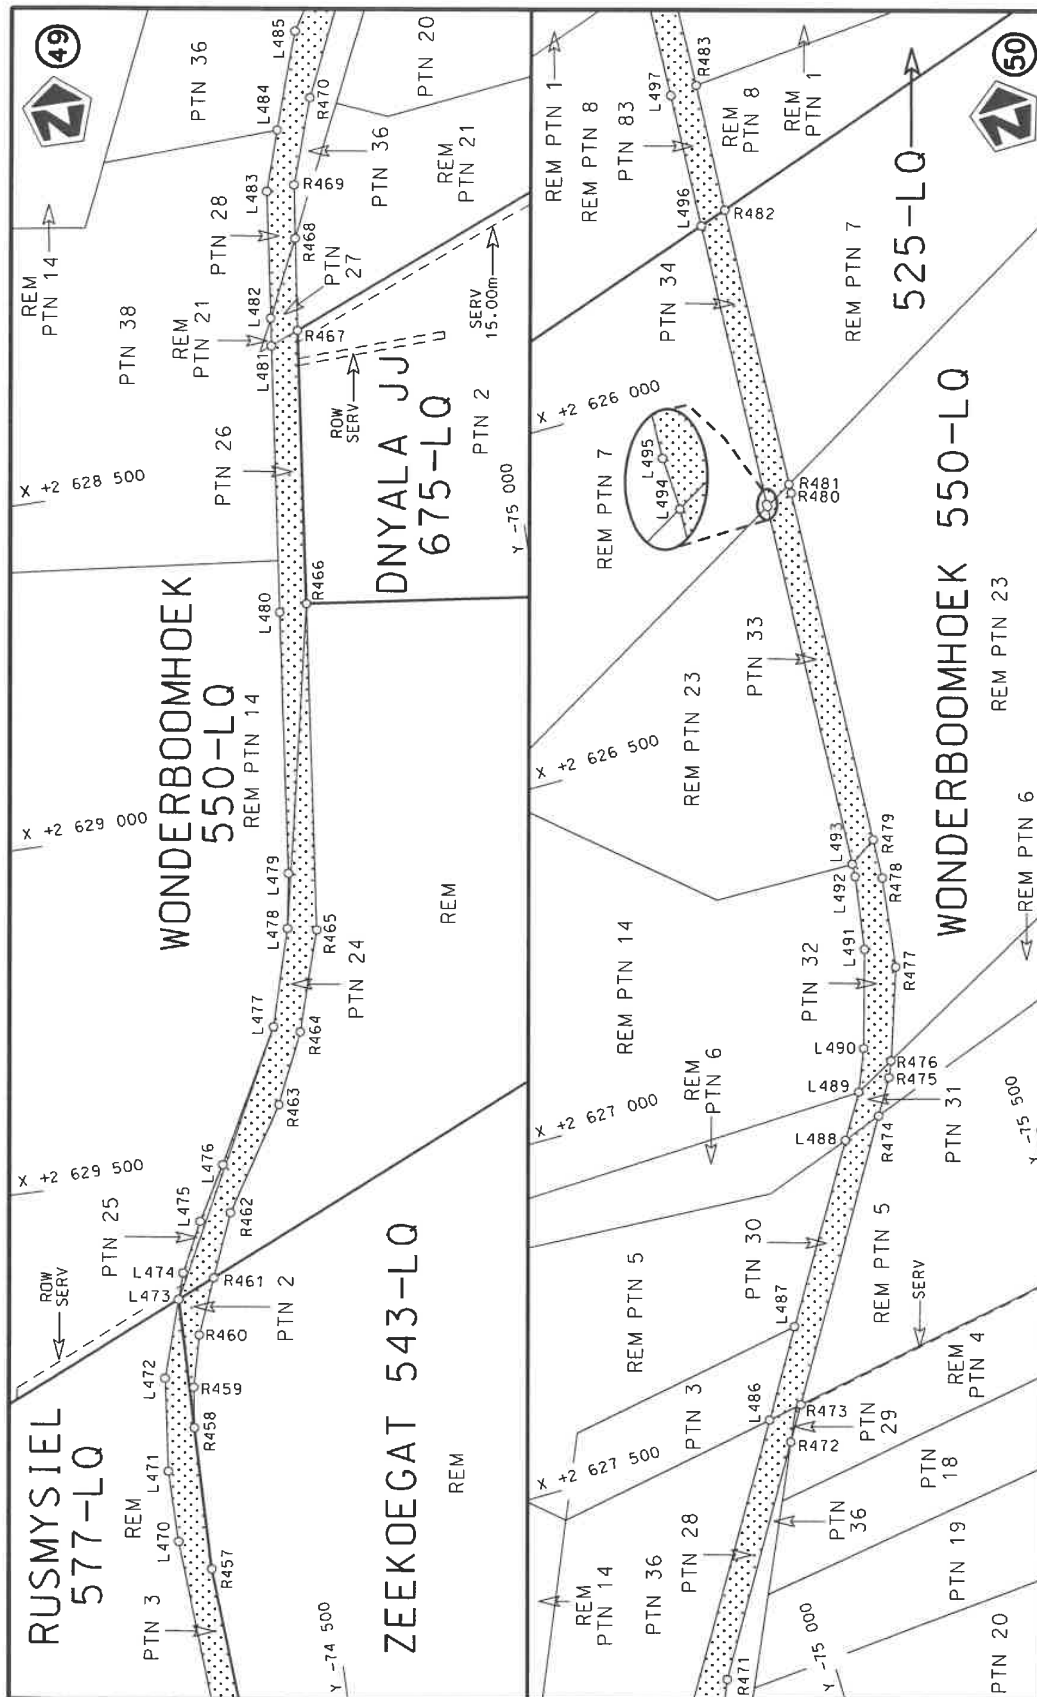 49
RUSMYSIEL
577-LQ
REM
PTN 3
ROW
SERV
PTN 25
X +2 629 500
X +2 629 000
X +2 628 500
WONDERBOOMHOEK
550-LQ
REM PTN 14
PTN 26
REM
PTN 21
PTN 38
REM
PTN 14
PTN 28
PTN 36
L470
L471
L472
L473
L474
L475
L476
L477
L478
L479
L480
L481
L482
L483
L484
L485
R457
R458
R459
R460
R461
R462
R463
R464
R465
R466
R467
R468
R469
R470
PTN 2
PTN 24
PTN
27
PTN 36
PTN 20
REM
PTN 21
ROW
SERV
SERV
15.00m
DNYALA JJ
675-LQ
PTN 2
Y -75 000
REM
ZEEKOEGAT 543-LQ
REM
Y -74 500
50
REM
PTN 14
PTN 36
PTN 28
X +2 627 500
PTN 3
REM PTN 5
PTN 30
X +2 627 000
REM
PTN 6
REM PTN 14
PTN 32
X +2 626 500
REM PTN 23
PTN 33
REM PTN 7
X +2 626 000
PTN 34
REM PTN 1
REM PTN 8
PTN 83
L486
L487
L488
L489
L490
L491
L492
L493
L494
L495
L496
L497
R471
R472
R473
R474
R475
R476
R477
R478
R479
R480
R481
R482
R483
REM
PTN 8
REM
PTN 1
525-LQ
REM PTN 7
WONDERBOOMHOEK 550-LQ
REM PTN 23
REM PTN 6
PTN 31
Y -75 500
REM PTN 5
SERV
REM
PTN 4
PTN
29
PTN
18
PTN
36
PTN 19
PTN 20
Y -75 000